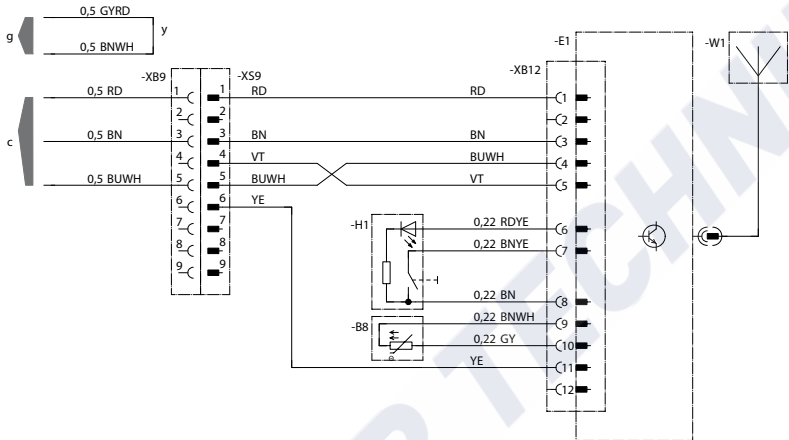 0,5 GYRD
g
y
0,5 BNWH
-E1
-W1
-XB9
-XS9
-XB12
0,5 RD
1
1
RD
RD
1
2
2
2
c
0,5 BN
3
3
BN
BN
3
4
4
VT
BUWH
4
0,5 BUWH
5
5
BUWH
VT
5
6
6
YE
7
7
-H1
0,22 RDYE
6
8
8
0,22 BNYE
7
9
9
0,22 BN
8
-B8
0,22 BNWH
9
0,22 GY
10
YE
11
12
TECHN